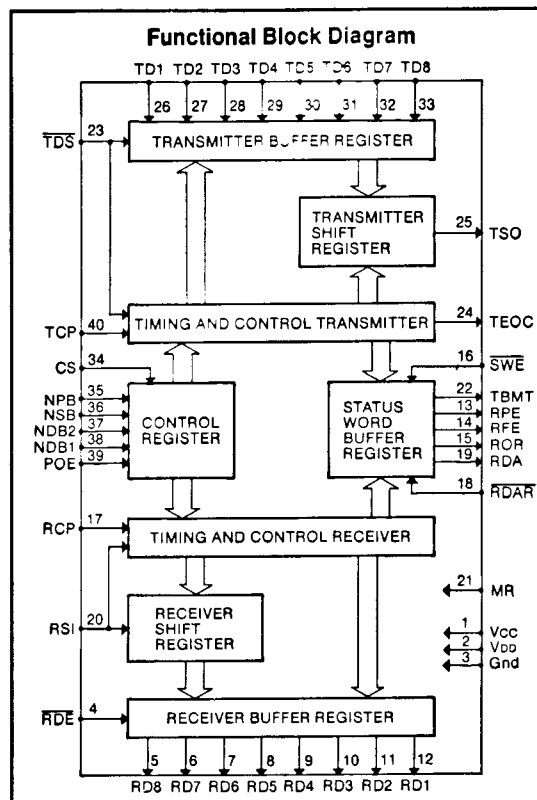 Functional Block Diagram
TD1 TD2 TD3 TD4 TD5 TD6 TD7 TD8
26 27 28 29 30 31 32 33
TDS 23
TRANSMITTER BUFFER REGISTER
TRANSMITTER
SHIFT
REGISTER
25 TSO
TCP 40
TIMING AND CONTROL TRANSMITTER
24 TEOC
CS 34
NPB 35
NSB 36
NDB2 37
NDB1 38
POE 39
CONTROL
REGISTER
STATUS
WORD
BUFFER
REGISTER
16 SWE
22 TBMT
13 RPE
14 RFE
15 ROR
19 RDA
18 RDAR
RCP 17
TIMING AND CONTROL RECEIVER
RSI 20
RECEIVER
SHIFT
REGISTER
21 MR
1 VCC
2 VDD
3 Gnd
RDE 4
RECEIVER BUFFER REGISTER
5 6 7 8 9 10 11 12
RD8 RD7 RD6 RD5 RD4 RD3 RD2 RD1